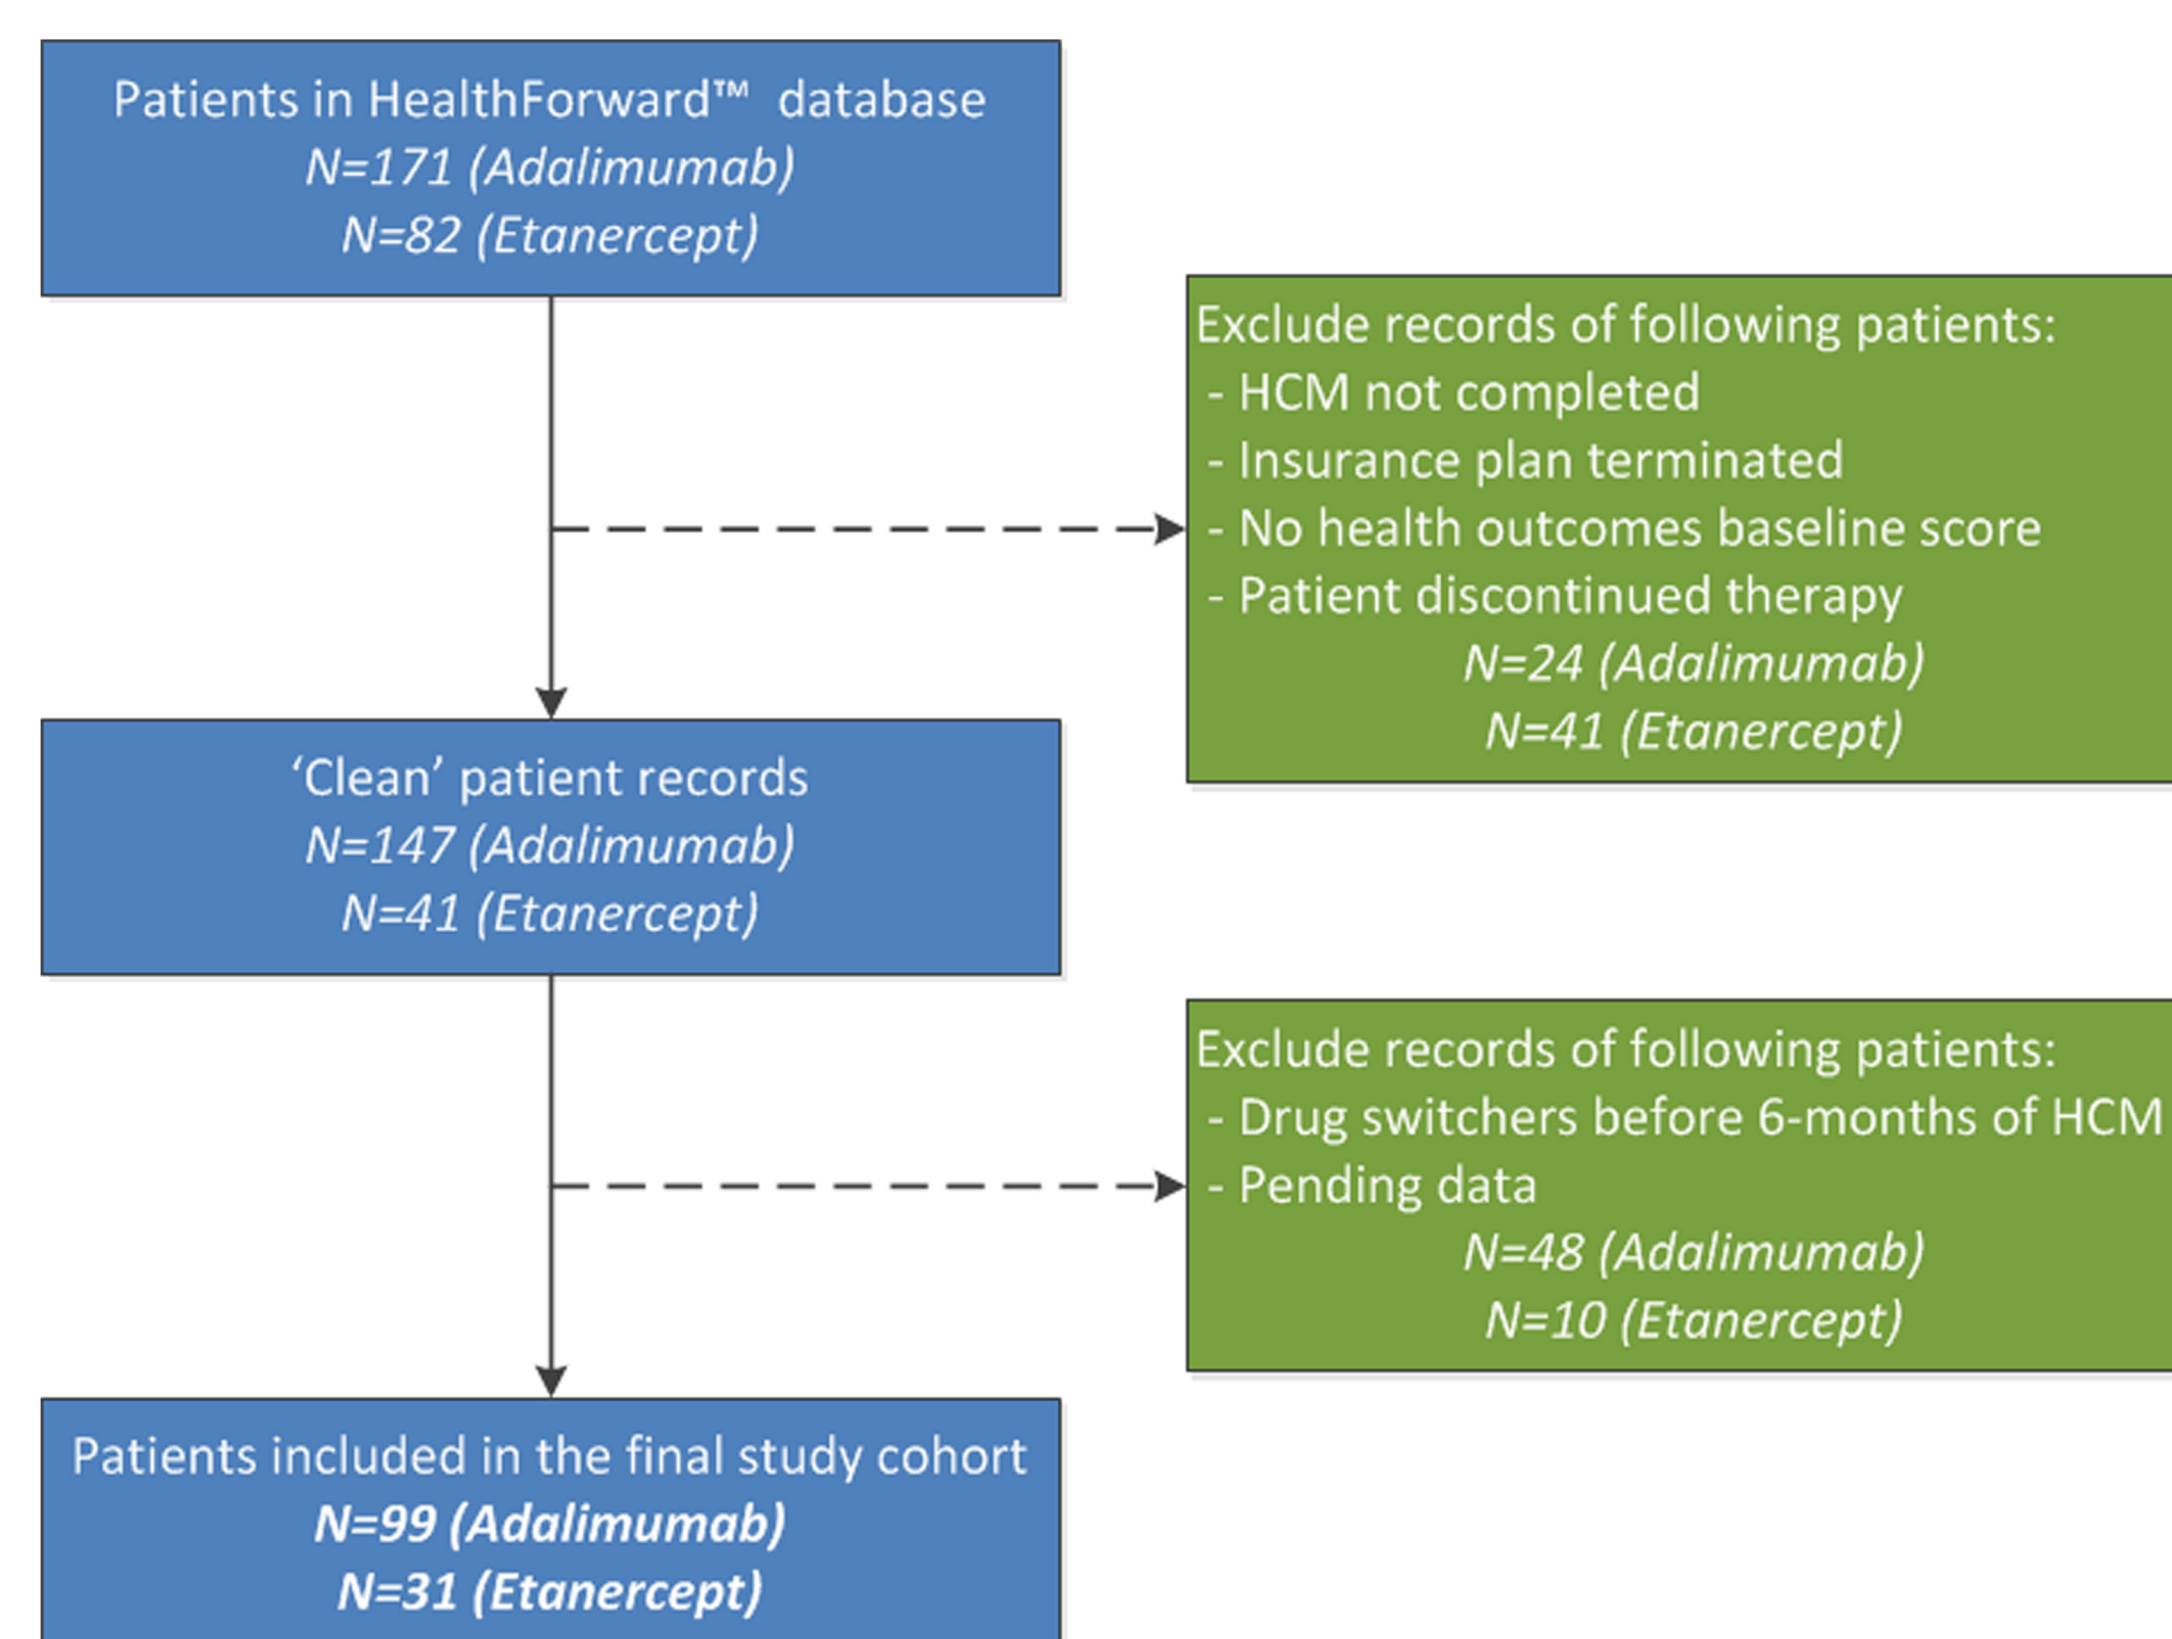 Patients in HealthForward™ database
N=171 (Adalimumab)
N=82 (Etanercept)
Exclude records of following patients:
- HCM not completed
- Insurance plan terminated
- No health outcomes baseline score
- Patient discontinued therapy
N=24 (Adalimumab)
N=41 (Etanercept)
‘Clean’ patient records
N=147 (Adalimumab)
N=41 (Etanercept)
Exclude records of following patients:
- Drug switchers before 6-months of HCM
- Pending data
N=48 (Adalimumab)
N=10 (Etanercept)
Patients included in the final study cohort
N=99 (Adalimumab)
N=31 (Etanercept)